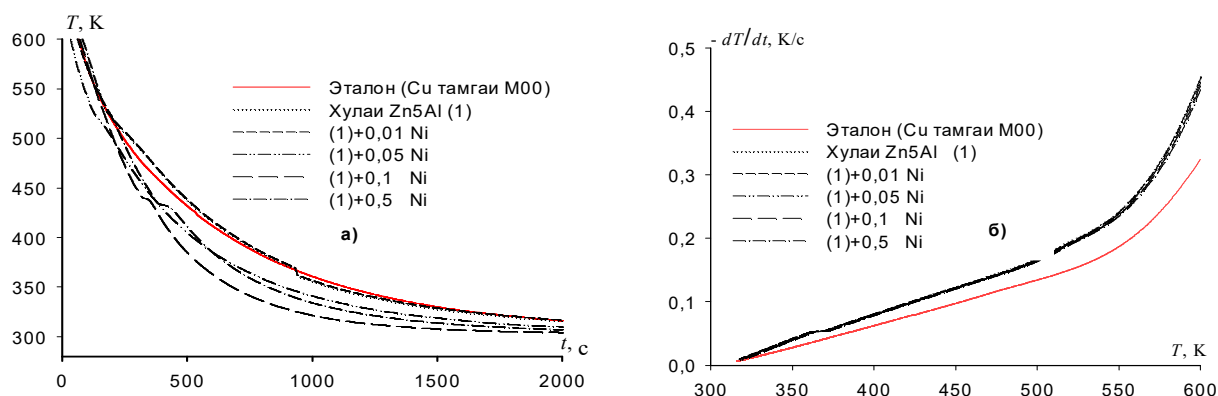 T, K
600
550
500
450
400
350
300
0
500
1000
1500
2000
t, c
Эталон (Cu тамгаи М00)
Хулаи Zn5Al (1)
(1)+0,01 Ni
(1)+0,05 Ni
(1)+0,1 Ni
(1)+0,5 Ni
а)
- dT/dt, K/c
0,5
0,4
0,3
0,2
0,1
0,0
300
350
400
450
500
550
600
T, K
Эталон (Cu тамгаи М00)
Хулаи Zn5Al (1)
(1)+0,01 Ni
(1)+0,05 Ni
(1)+0,1 Ni
(1)+0,5 Ni
б)